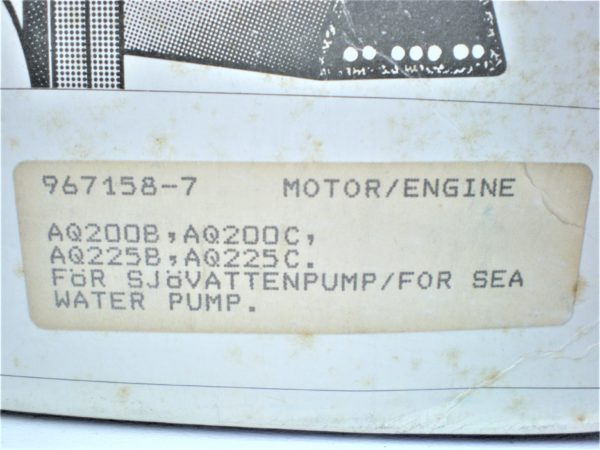 967158-7 MOTOR/ENGINE
AQ200B,AQ200C,
AQ225B,AQ225C.
FöR SJöVATTENPUMP/FOR SEA
WATER PUMP.